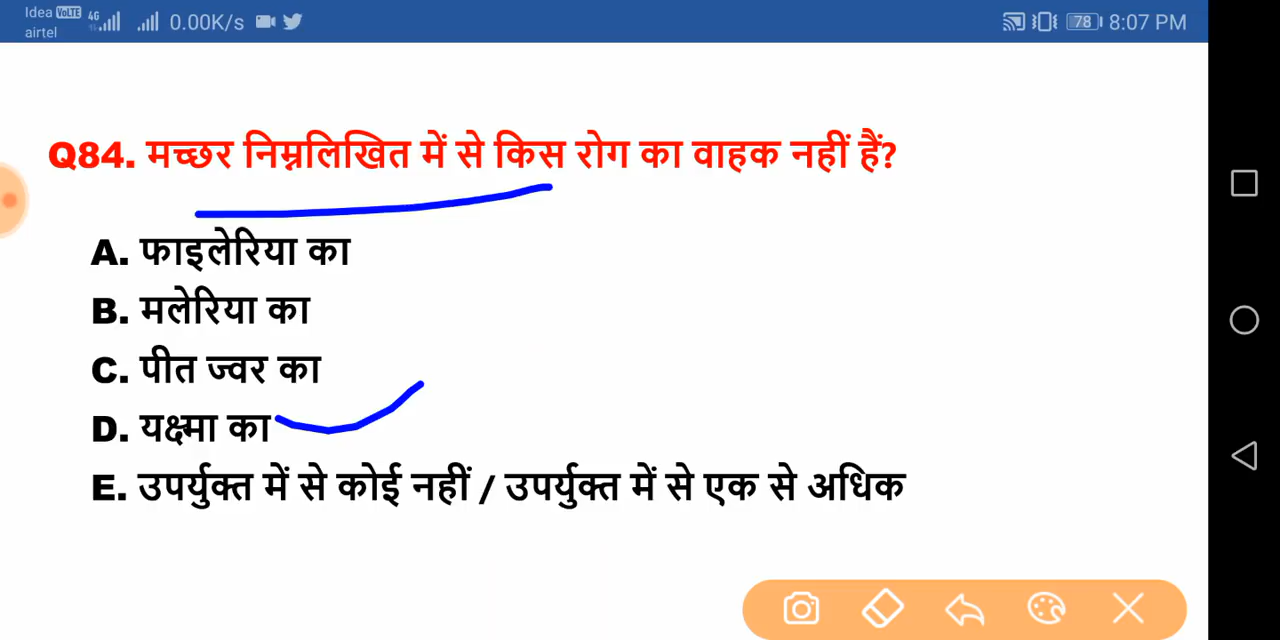 Idea VoLTE 4G 0.00K/s 78 8:07 PM
airtel
Q84. मच्छर निम्नलिखित में से किस रोग का वाहक नहीं हैं?
A. फाइलेरिया का
B. मलेरिया का
C. पीत ज्वर का
D. यक्ष्मा का
E. उपर्युक्त में से कोई नहीं / उपर्युक्त में से एक से अधिक